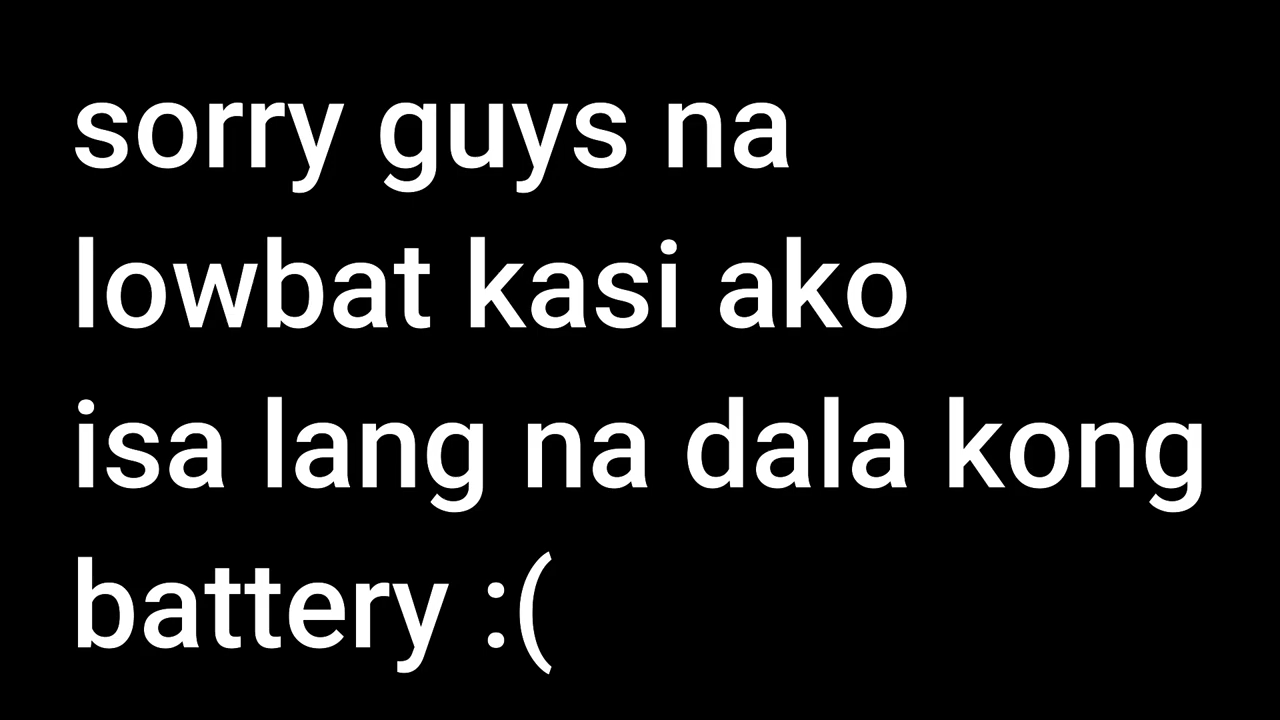 sorry guys na
lowbat kasi ako
isa lang na dala kong
battery :(